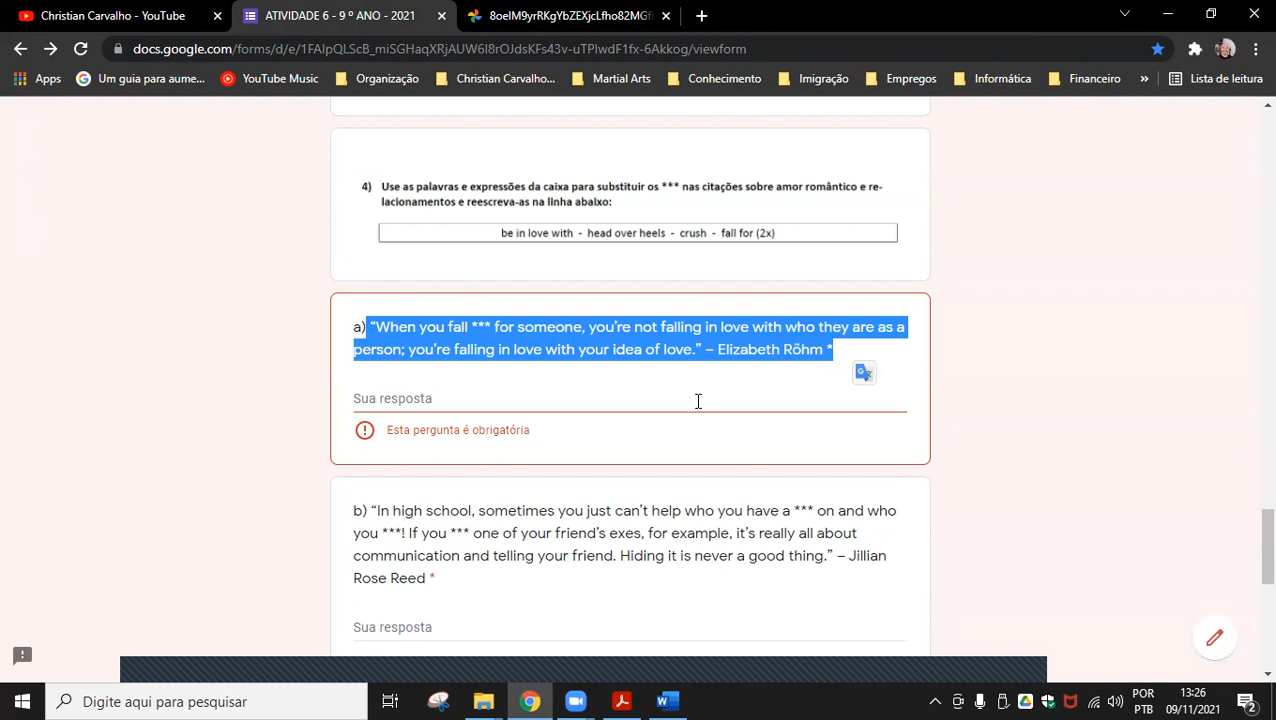 Christian Carvalho - YouTube
ATIVIDADE 6 - 9 º ANO - 2021
docs.google.com/forms/d/e/1FAIpQLScB_miSGHaqXRjAUW6l8rOJdsKFs43v-uTPlwdF1fx-6Akkog/viewform
Apps
Um guia para aume...
YouTube Music
Organização
Christian Carvalho...
Martial Arts
Conhecimento
Imigração
Empregos
Informática
Financeiro
»
Lista de leitura
4) Use as palavras e expressões da caixa para substituir os *** nas citações sobre amor romântico e re-
lacionamentos e reescreva-as na linha abaixo:
be in love with - head over heels - crush - fall for (2x)
a) “When you fall *** for someone, you’re not falling in love with who they are as a
person; you’re falling in love with your idea of love.” – Elizabeth Röhm *
Sua resposta
Esta pergunta é obrigatória
b) “In high school, sometimes you just can’t help who you have a *** on and who
you ***! If you *** one of your friend’s exes, for example, it’s really all about
communication and telling your friend. Hiding it is never a good thing.” – Jillian
Rose Reed *
Sua resposta
Digite aqui para pesquisar
POR
PTB
13:26
09/11/2021
2